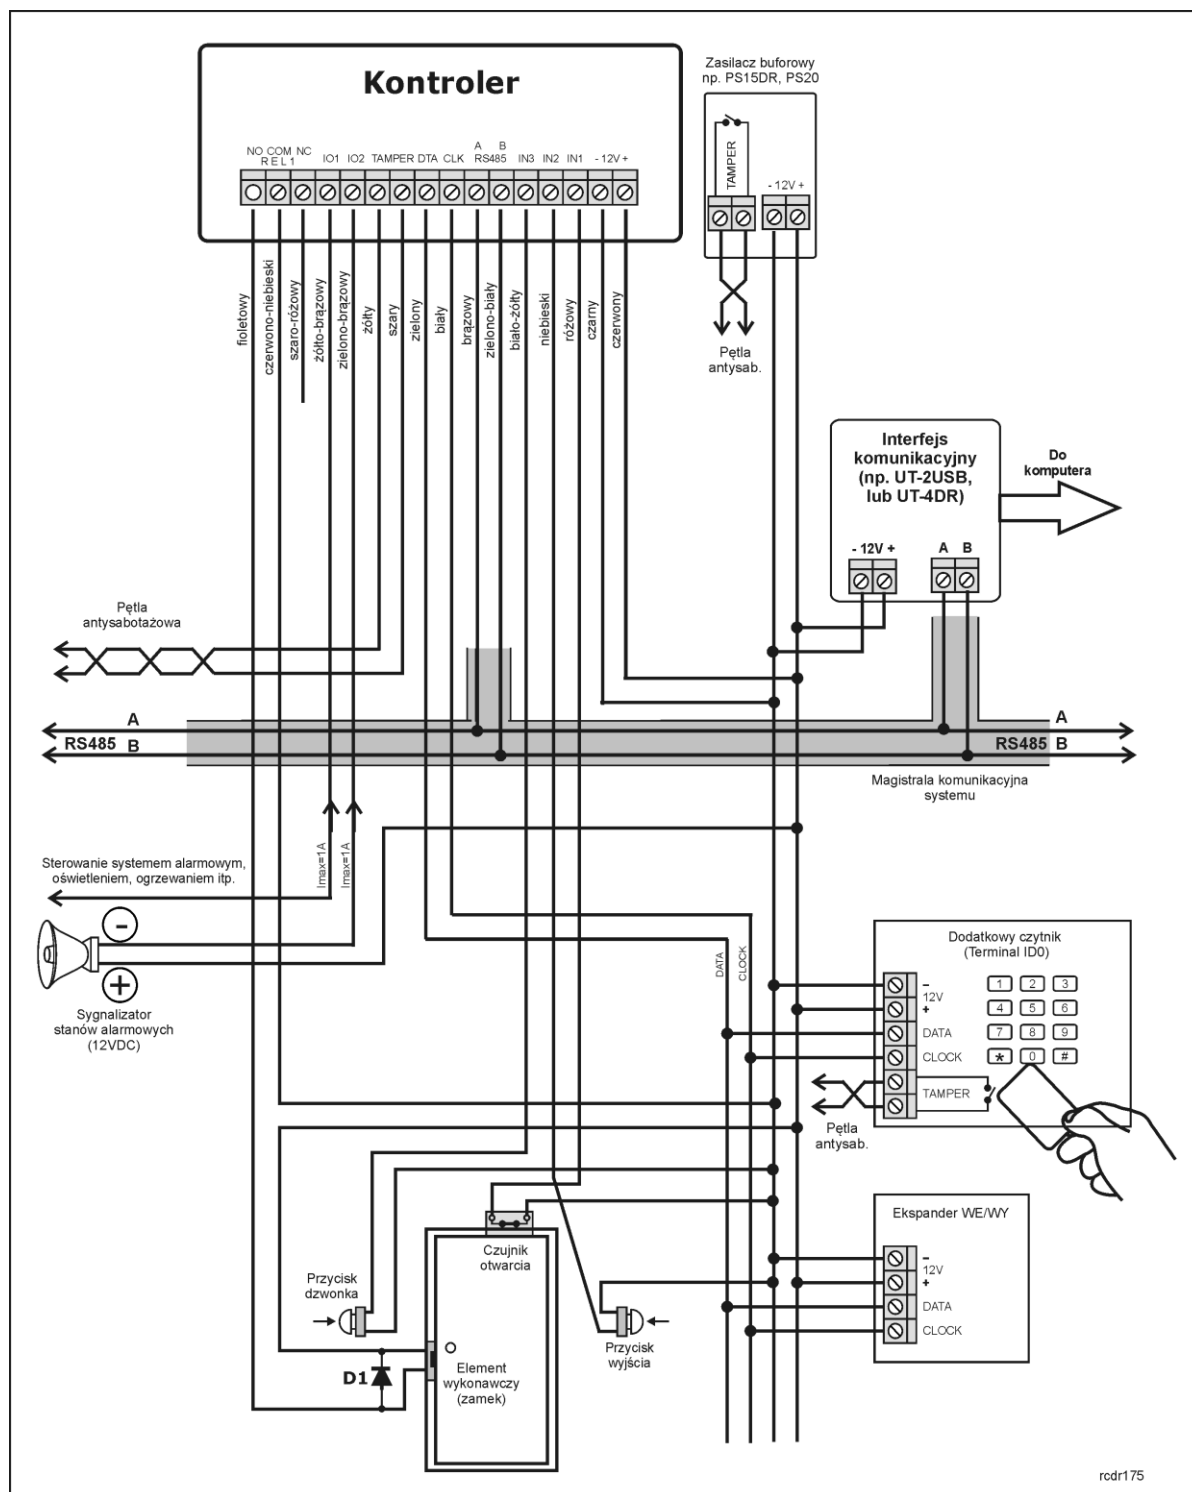 Kontroler
NO COM NC
REL1
IO1 IO2 TAMPER DTA CLK
A B
RS485
IN3 IN2 IN1 - 12V +
fioletowy
czerwono-niebieski
szaro-różowy
żółto-brązowy
zielono-brązowy
żółty
szary
zielony
biały
brązowy
zielono-biały
biało-żółty
niebieski
różowy
czarny
czerwony
Zasilacz buforowy
np. PS15DR, PS20
TAMPER
- 12V +
Pętla
antysab.
Interfejs
komunikacyjny
(np. UT-2USB,
lub UT-4DR)
- 12V +
A B
Do
komputera
Pętla
antysabotażowa
A
RS485 B
A
RS485 B
Magistrala komunikacyjna
systemu
Imax=1A
Imax=1A
Sterowanie systemem alarmowym,
oświetleniem, ogrzewaniem itp.
-
+
Sygnalizator
stanów alarmowych
(12VDC)
DATA
CLOCK
Dodatkowy czytnik
(Terminal ID0)
-
12V
+
DATA
CLOCK
TAMPER
1 2 3
4 5 6
7 8 9
* 0 #
Pętla
antysab.
Ekspander WE/WY
-
12V
+
DATA
CLOCK
Czujnik
otwarcia
Przycisk
dzwonka
Przycisk
wyjścia
D1
Element
wykonawczy
(zamek)
rcdr175